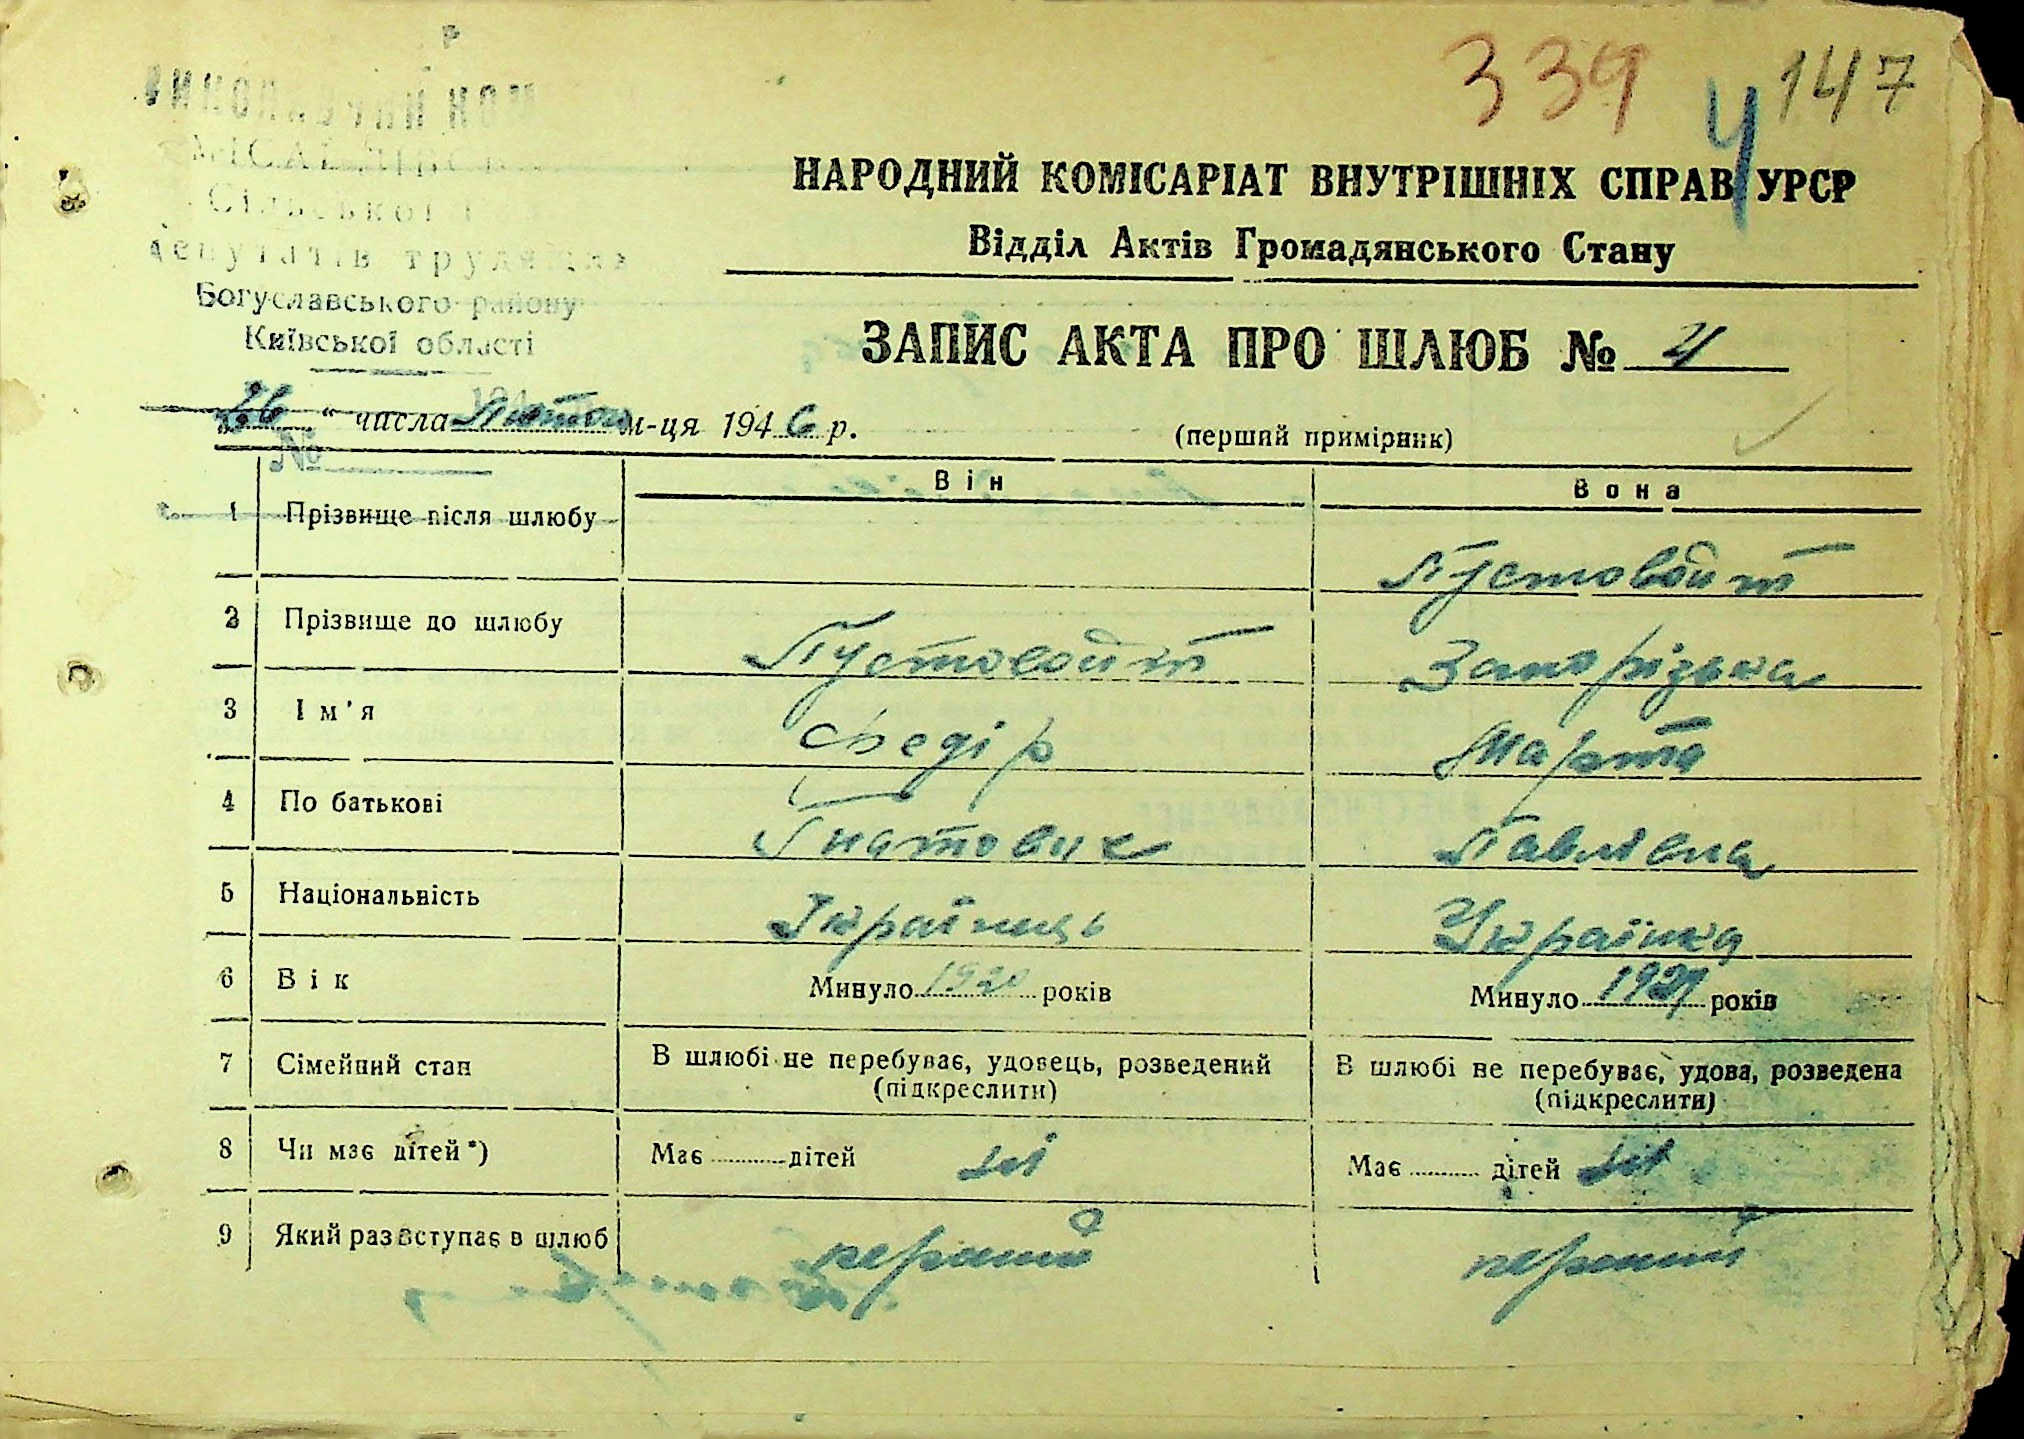 339 4 147
Виконавчий ком
Сільської
депутатів трудящих
Богуславського району
Київської області
НАРОДНИЙ КОМІСАРІАТ ВНУТРІШНІХ СПРАВ УРСР
Відділ Актів Громадянського Стану
ЗАПИС АКТА ПРО ШЛЮБ № 4
„26“ числа Лютого м-ця 1946 р.
(перший примірник)
№
Він Вона
1 Прізвище після шлюбу Пустовойт
2 Прізвище до шлюбу Пустовойт Запорізька
3 Ім'я Федір Марта
4 По батькові Гнатович Павлівна
5 Національність Українець Українка
6 Вік Минуло 1920 років Минуло 1921 років
7 Сімейний стан В шлюбі не перебуває, удовець, розведений В шлюбі не перебуває, удова, розведена
(підкреслити) (підкреслити)
8 Чи має дітей*) Має дітей ні Має дітей ні
9 Який раз вступає в шлюб перший перший